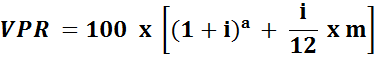 VPR = 100 x [(1 + i)ᵃ + i/12 x m]